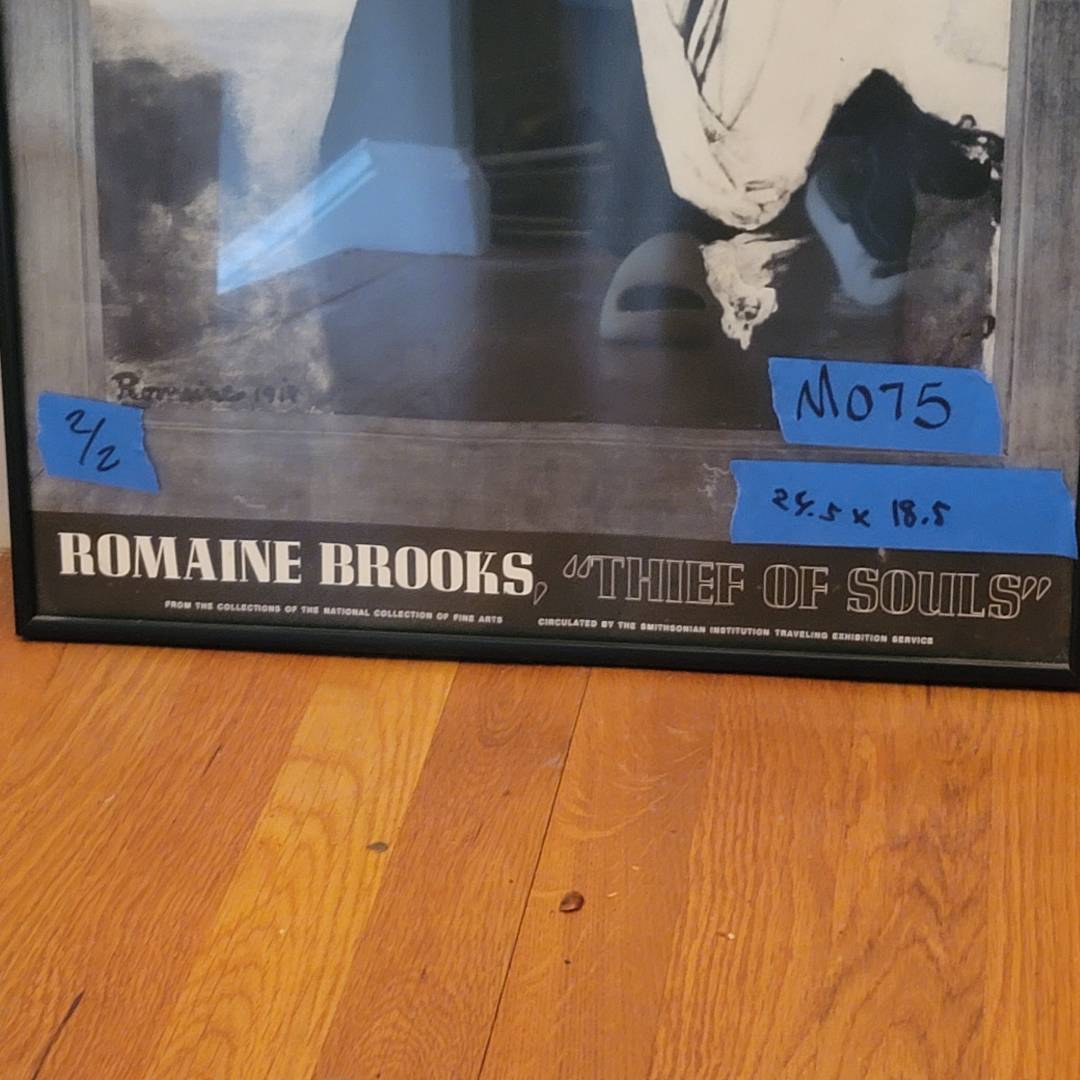 Romaine 1918
2/2
M075
24.5 x 18.5
ROMAINE BROOKS, “THIEF OF SOULS”
FROM THE COLLECTIONS OF THE NATIONAL COLLECTION OF FINE ARTS CIRCULATED BY THE SMITHSONIAN INSTITUTION TRAVELING EXHIBITION SERVICE